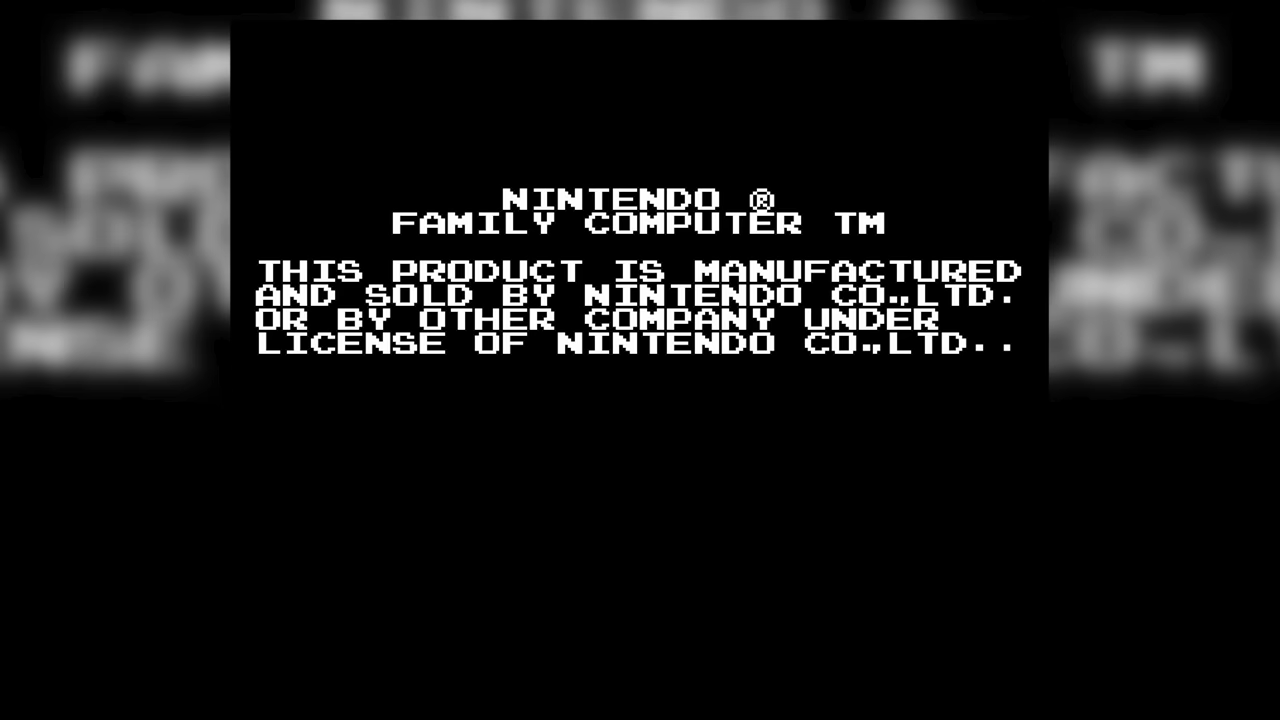 NINTENDO ®
FAMILY COMPUTER TM
THIS PRODUCT IS MANUFACTURED
AND SOLD BY NINTENDO CO.,LTD.
OR BY OTHER COMPANY UNDER
LICENSE OF NINTENDO CO.,LTD..